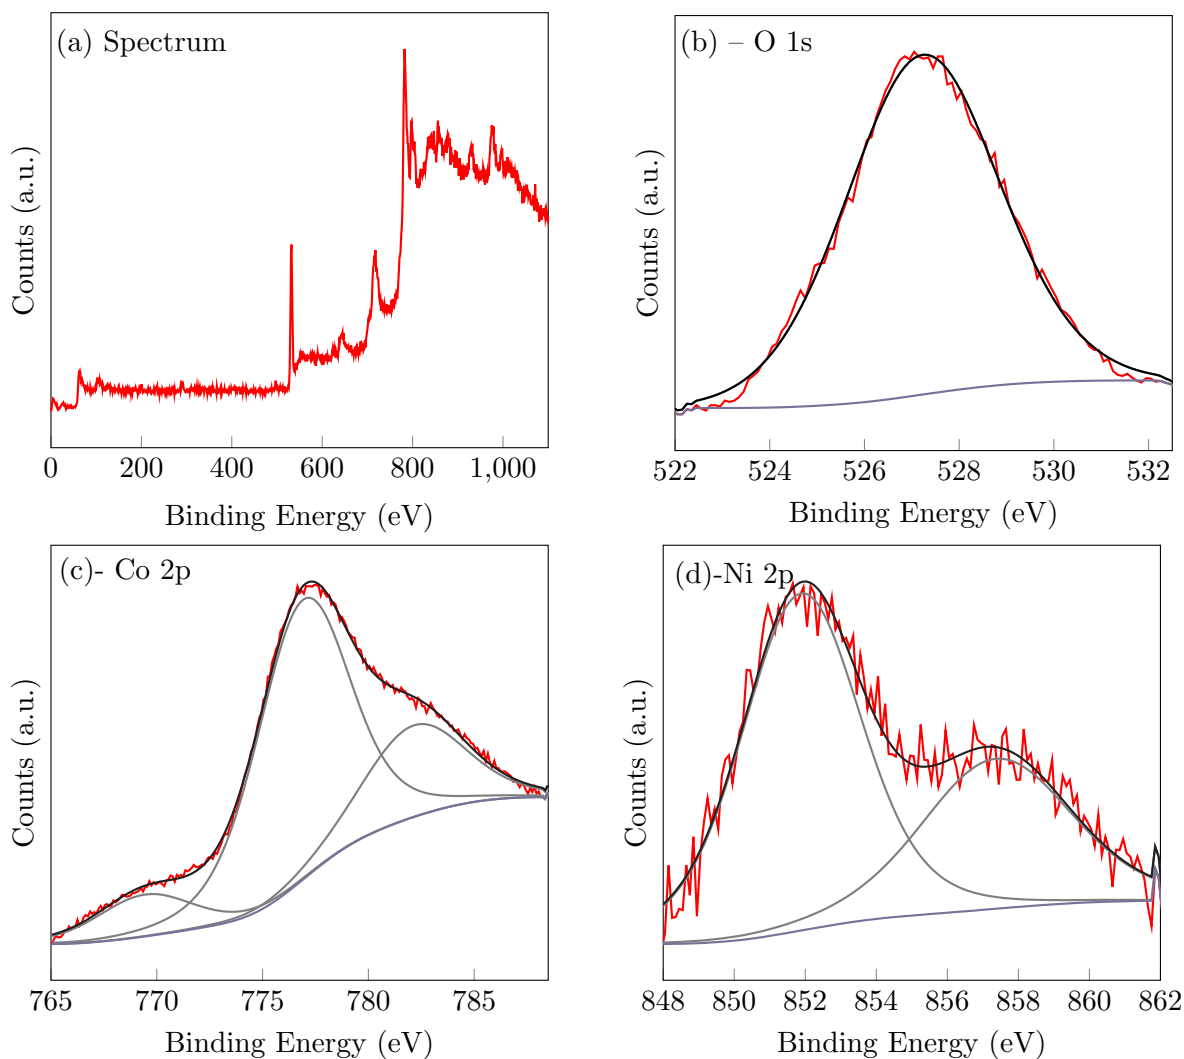 (a) Spectrum
Counts (a.u.)
0 200 400 600 800 1,000
Binding Energy (eV)
(b) – O 1s
Counts (a.u.)
522 524 526 528 530 532
Binding Energy (eV)
(c)- Co 2p
Counts (a.u.)
765 770 775 780 785
Binding Energy (eV)
(d)-Ni 2p
Counts (a.u.)
848 850 852 854 856 858 860 862
Binding Energy (eV)